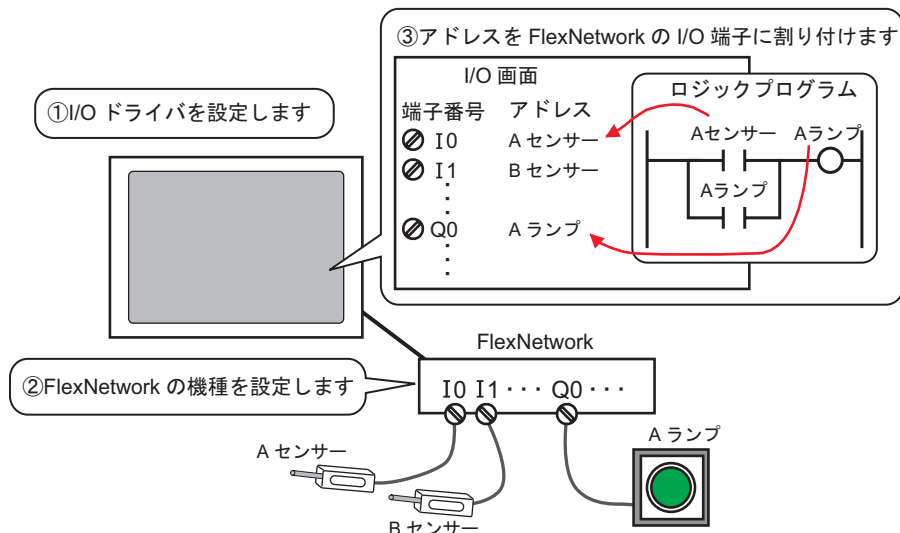 ③アドレスを FlexNetwork の I/O 端子に割り付けます
①I/O ドライバを設定します
I/O 画面
端子番号 アドレス
I0 A センサー
I1 B センサー
Q0 A ランプ
ロジックプログラム
Aセンサー Aランプ
Aランプ
FlexNetwork
②FlexNetwork の機種を設定します
I0 I1・・・ Q0・・・
A センサー
A ランプ
B センサー